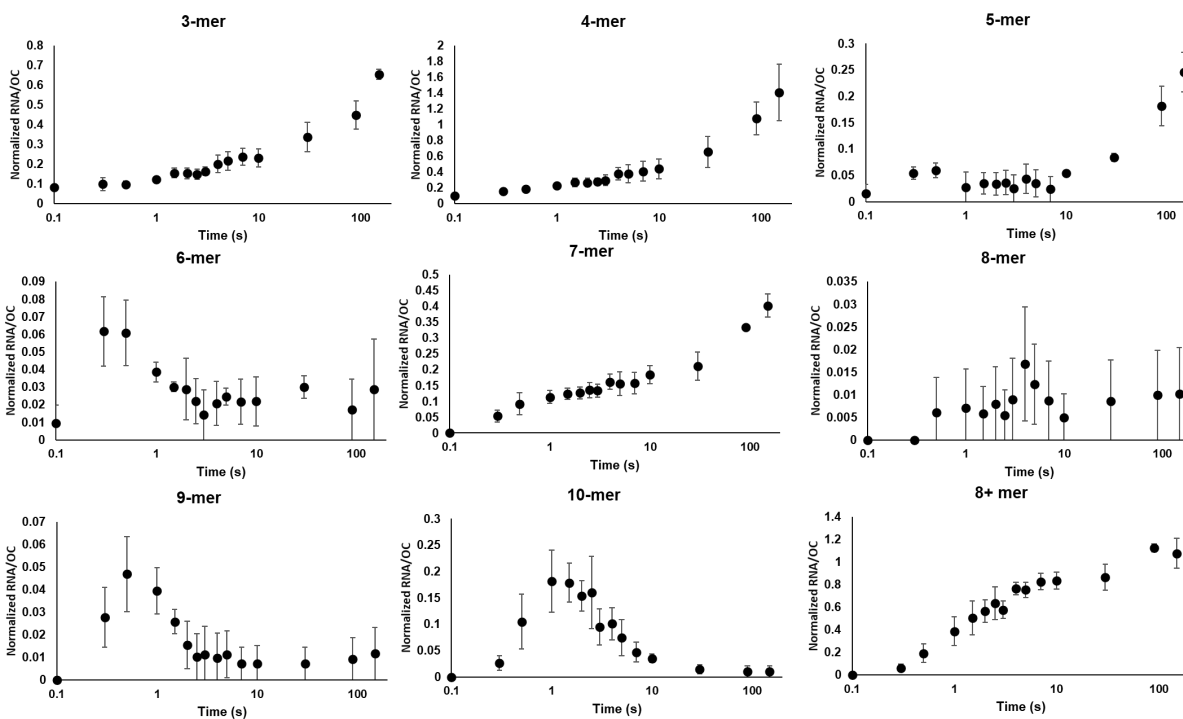 3-mer
Normalized RNA/OC
0.8
0.7
0.6
0.5
0.4
0.3
0.2
0.1
0
0.1 1 10 100
Time (s)
4-mer
Normalized RNA/OC
2
1.8
1.6
1.4
1.2
1
0.8
0.6
0.4
0.2
0
0.1 1 10 100
Time (s)
5-mer
Normalized RNA/OC
0.3
0.25
0.2
0.15
0.1
0.05
0
0.1 1 10 100
Time (s)
6-mer
Normalized RNA/OC
0.09
0.08
0.07
0.06
0.05
0.04
0.03
0.02
0.01
0
0.1 1 10 100
Time (s)
7-mer
Normalized RNA/OC
0.5
0.45
0.4
0.35
0.3
0.25
0.2
0.15
0.1
0.05
0
0.1 1 10 100
Time (s)
8-mer
Normalized RNA/OC
0.035
0.03
0.025
0.02
0.015
0.01
0.005
0
0.1 1 10 100
Time (s)
9-mer
Normalized RNA/OC
0.07
0.06
0.05
0.04
0.03
0.02
0.01
0
0.1 1 10 100
Time (s)
10-mer
Normalized RNA/OC
0.3
0.25
0.2
0.15
0.1
0.05
0
0.1 1 10 100
Time (s)
8+ mer
Normalized RNA/OC
1.4
1.2
1
0.8
0.6
0.4
0.2
0
0.1 1 10 100
Time (s)